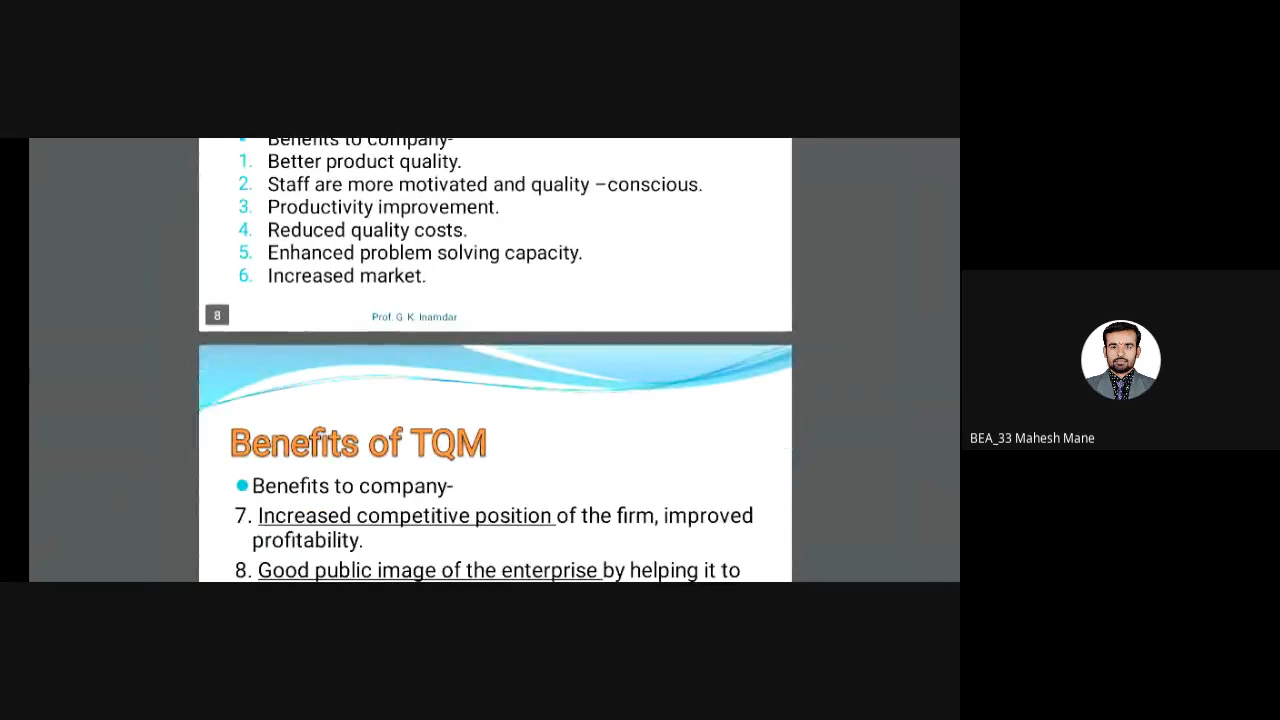 Benefits to company-
1. Better product quality.
2. Staff are more motivated and quality –conscious.
3. Productivity improvement.
4. Reduced quality costs.
5. Enhanced problem solving capacity.
6. Increased market.
8
Prof. G. K. Inamdar
Benefits of TQM
Benefits to company-
7. Increased competitive position of the firm, improved
profitability.
8. Good public image of the enterprise by helping it to
BEA_33 Mahesh Mane